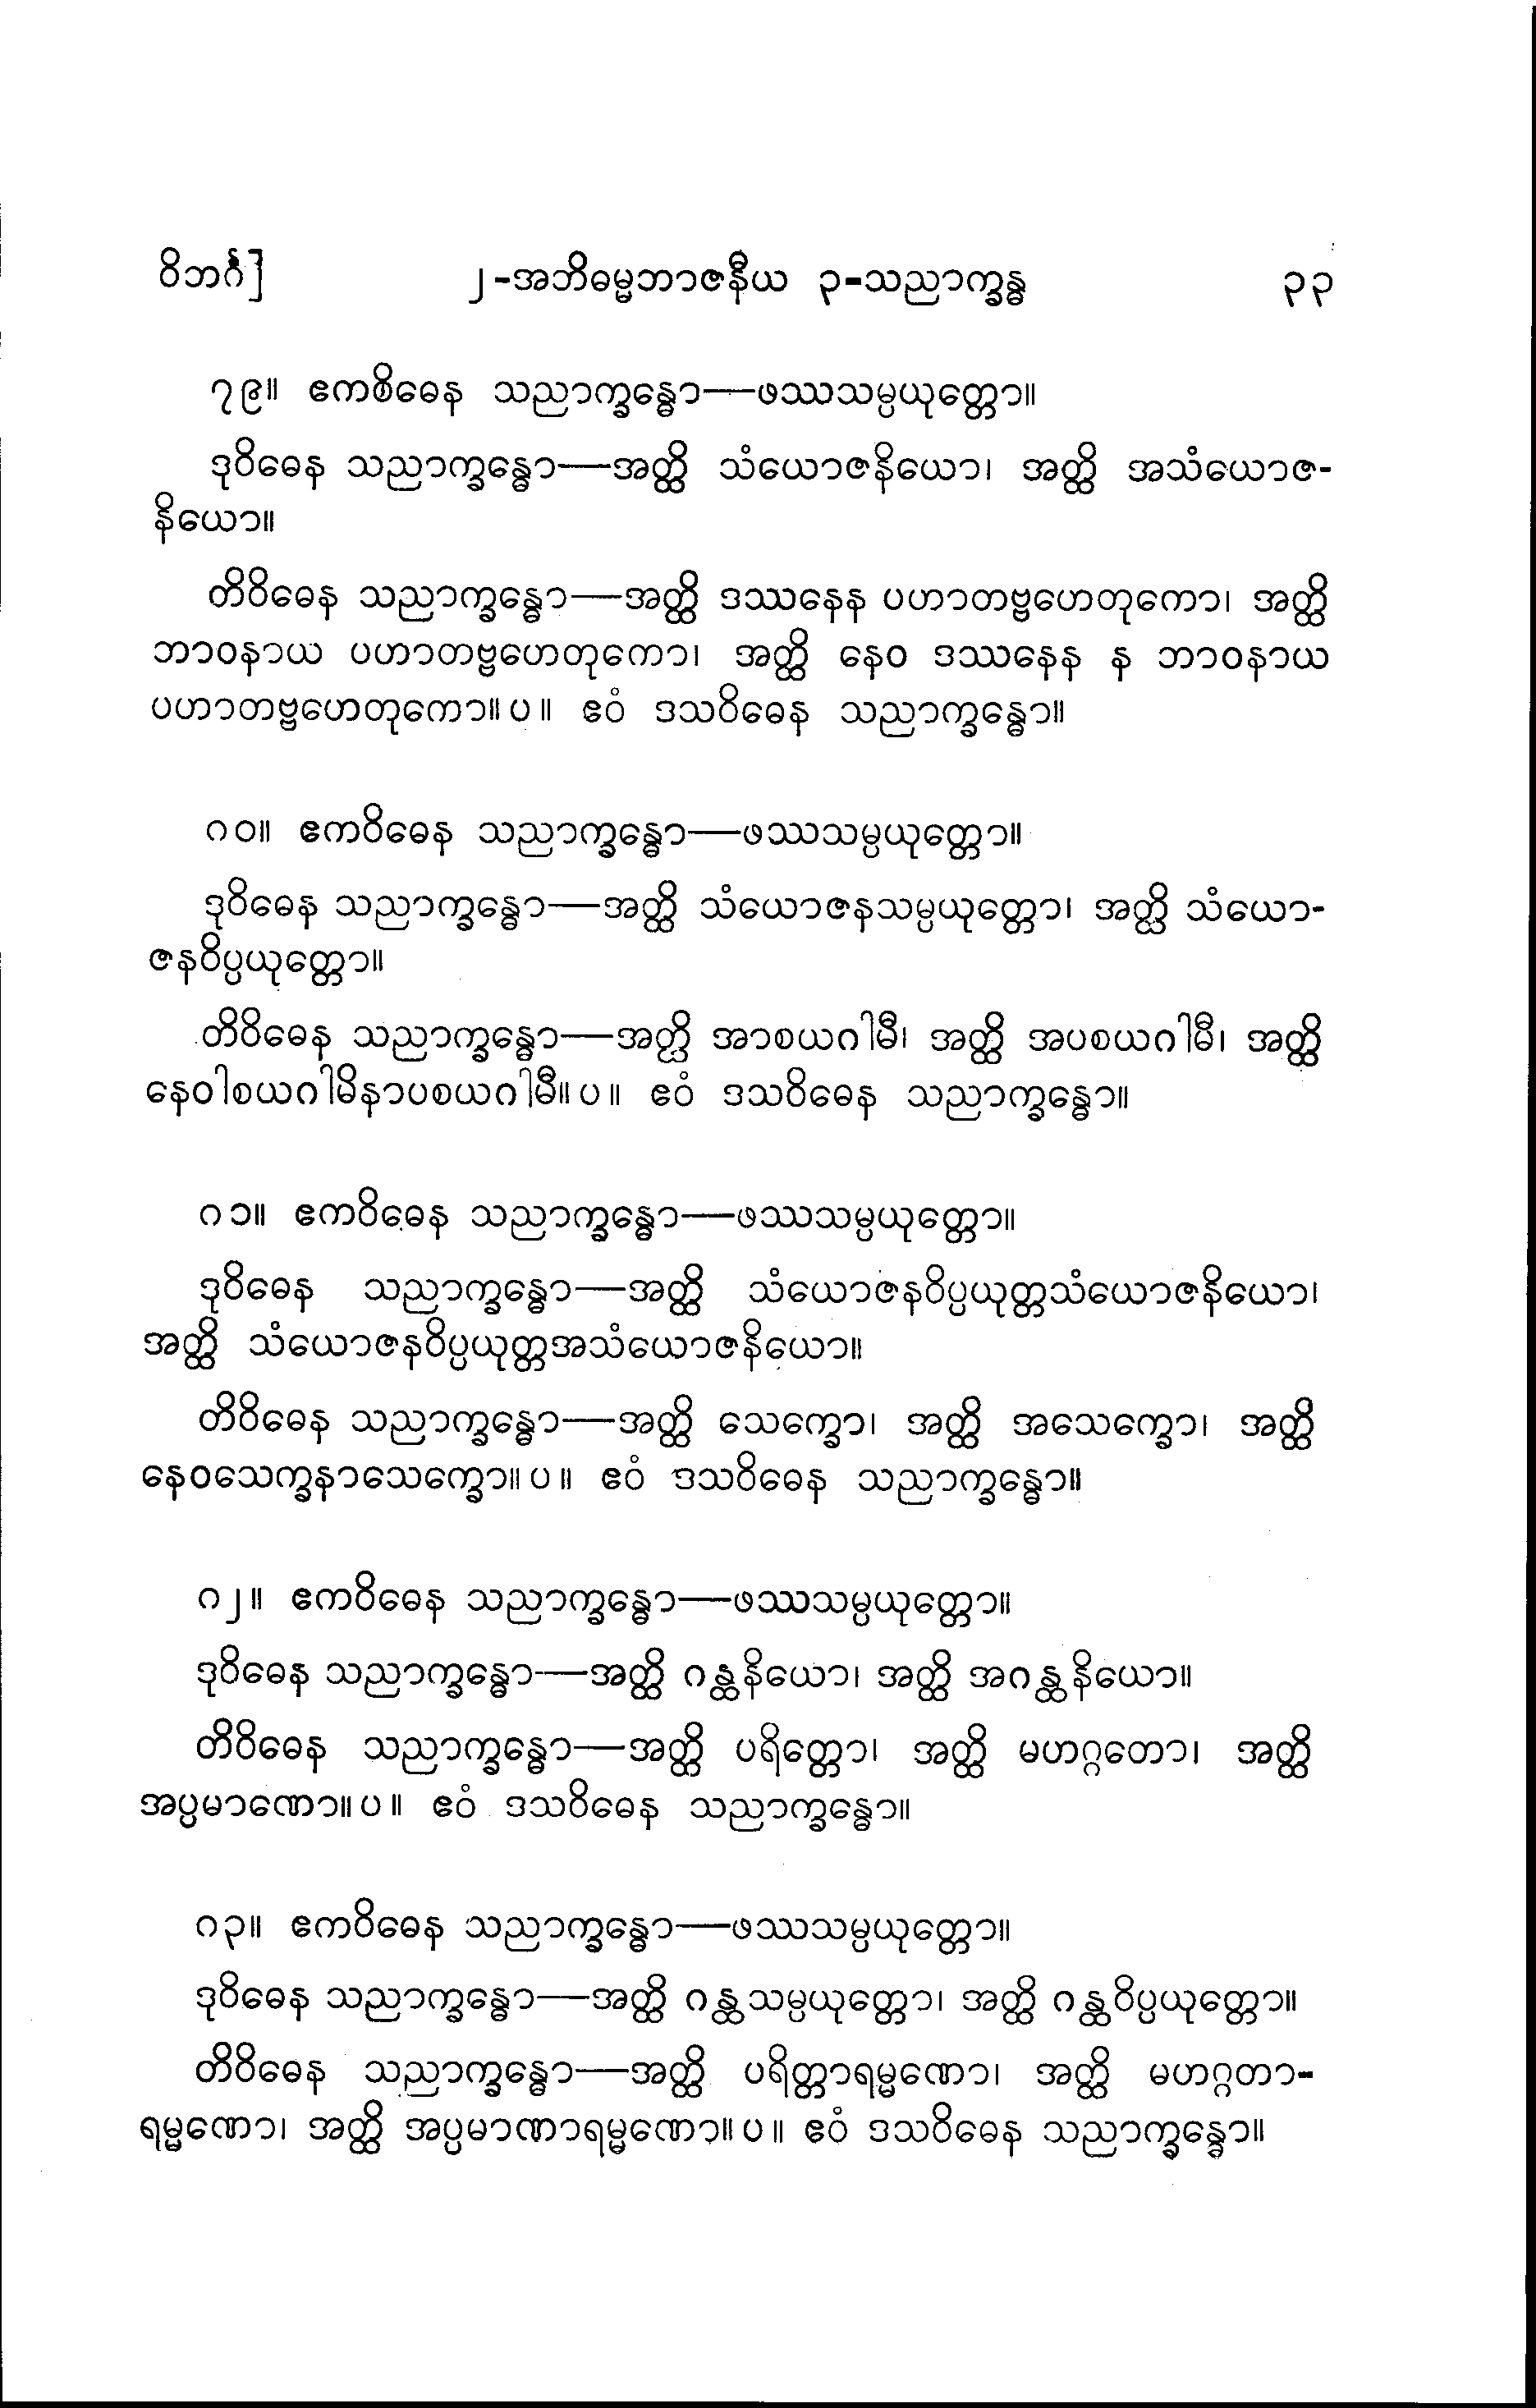 ဝိဘင်္ဂ]
၂-အဘိဓမ္မဘာဇနီယ ၃-သညာက္ခန္ဓ
၃၃
၇၉။ ဧကစိဓေန သညာက္ခန္ဓော—ဖဿသမ္ပယုတ္တော။
ဒုဝိဓေန သညာက္ခန္ဓော—အတ္ထိ သံယောဇနိယော၊ အတ္ထိ အသံယောဇ-
နိယော။
တိဝိဓေန သညာက္ခန္ဓော—အတ္ထိ ဒဿနေန ပဟာတဗ္ဗဟေတုကော၊ အတ္ထိ
ဘာဝနာယ ပဟာတဗ္ဗဟေတုကော၊ အတ္ထိ နေဝ ဒဿနေန န ဘာဝနာယ
ပဟာတဗ္ဗဟေတုကော။ပ။ ဧဝံ ဒသဝိဓေန သညာက္ခန္ဓော။
၈၀။ ဧကဝိဓေန သညာက္ခန္ဓော—ဖဿသမ္ပယုတ္တော။
ဒုဝိဓေန သညာက္ခန္ဓော—အတ္ထိ သံယောဇနသမ္ပယုတ္တော၊ အတ္ထိ သံယော-
ဇနဝိပ္ပယုတ္တော။
တိဝိဓေန သညာက္ခန္ဓော—အတ္ထိ အာစယဂါမီ၊ အတ္ထိ အပစယဂါမီ၊ အတ္ထိ
နေဝါစယဂါမိနာပစယဂါမီ။ပ။ ဧဝံ ဒသဝိဓေန သညာက္ခန္ဓော။
၈၁။ ဧကဝိဓေန သညာက္ခန္ဓော—ဖဿသမ္ပယုတ္တော။
ဒုဝိဓေန သညာက္ခန္ဓော—အတ္ထိ သံယောဇနဝိပ္ပယုတ္တသံယောဇနိယော၊
အတ္ထိ သံယောဇနဝိပ္ပယုတ္တအသံယောဇနိယော။
တိဝိဓေန သညာက္ခန္ဓော—အတ္ထိ သေက္ခော၊ အတ္ထိ အသေက္ခော၊ အတ္ထိ
နေဝသေက္ခနာသေက္ခော။ပ။ ဧဝံ ဒသဝိဓေန သညာက္ခန္ဓော။
၈၂။ ဧကဝိဓေန သညာက္ခန္ဓော—ဖဿသမ္ပယုတ္တော။
ဒုဝိဓေန သညာက္ခန္ဓော—အတ္ထိ ဂန္ထနိယော၊ အတ္ထိ အဂန္ထနိယော။
တိဝိဓေန သညာက္ခန္ဓော—အတ္ထိ ပရိတ္တော၊ အတ္ထိ မဟဂ္ဂတော၊ အတ္ထိ
အပ္ပမာဏော။ပ။ ဧဝံ ဒသဝိဓေန သညာက္ခန္ဓော။
၈၃။ ဧကဝိဓေန သညာက္ခန္ဓော—ဖဿသမ္ပယုတ္တော။
ဒုဝိဓေန သညာက္ခန္ဓော—အတ္ထိ ဂန္ထသမ္ပယုတ္တော၊ အတ္ထိ ဂန္ထဝိပ္ပယုတ္တော။
တိဝိဓေန သညာက္ခန္ဓော—အတ္ထိ ပရိတ္တာရမ္မဏော၊ အတ္ထိ မဟဂ္ဂတာ-
ရမ္မဏော၊ အတ္ထိ အပ္ပမာဏာရမ္မဏော။ပ။ ဧဝံ ဒသဝိဓေန သညာက္ခန္ဓော။